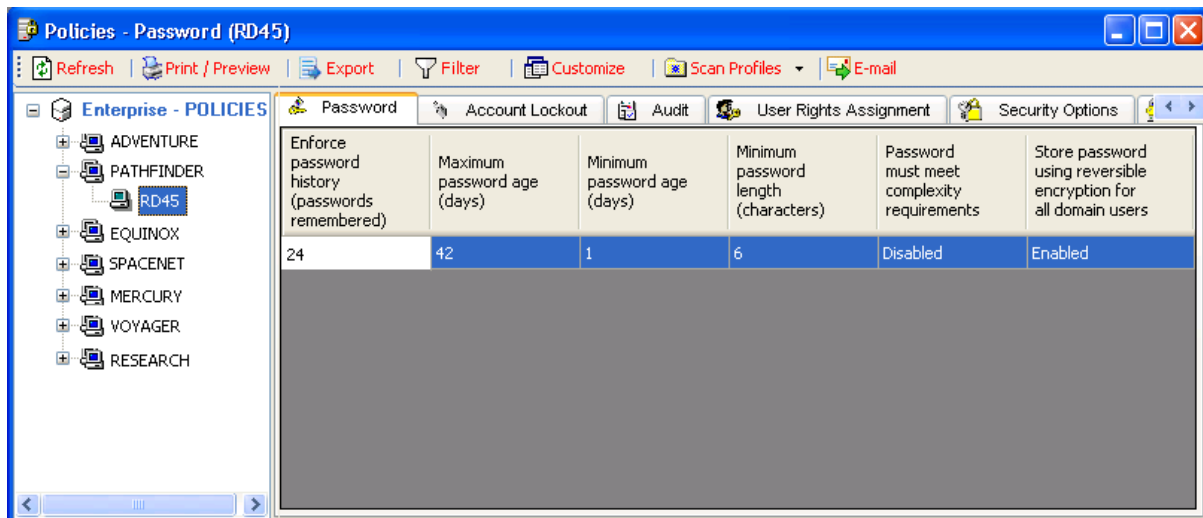 Policies - Password (RD45)
Refresh Print / Preview Export Filter Customize Scan Profiles E-mail
Enterprise - POLICIES
ADVENTURE
PATHFINDER
RD45
EQUINOX
SPACENET
MERCURY
VOYAGER
RESEARCH
Password Account Lockout Audit User Rights Assignment Security Options
Enforce
password
history
(passwords
remembered)
Maximum
password age
(days)
Minimum
password age
(days)
Minimum
password
length
(characters)
Password
must meet
complexity
requirements
Store password
using reversible
encryption for
all domain users
24 42 1 6 Disabled Enabled